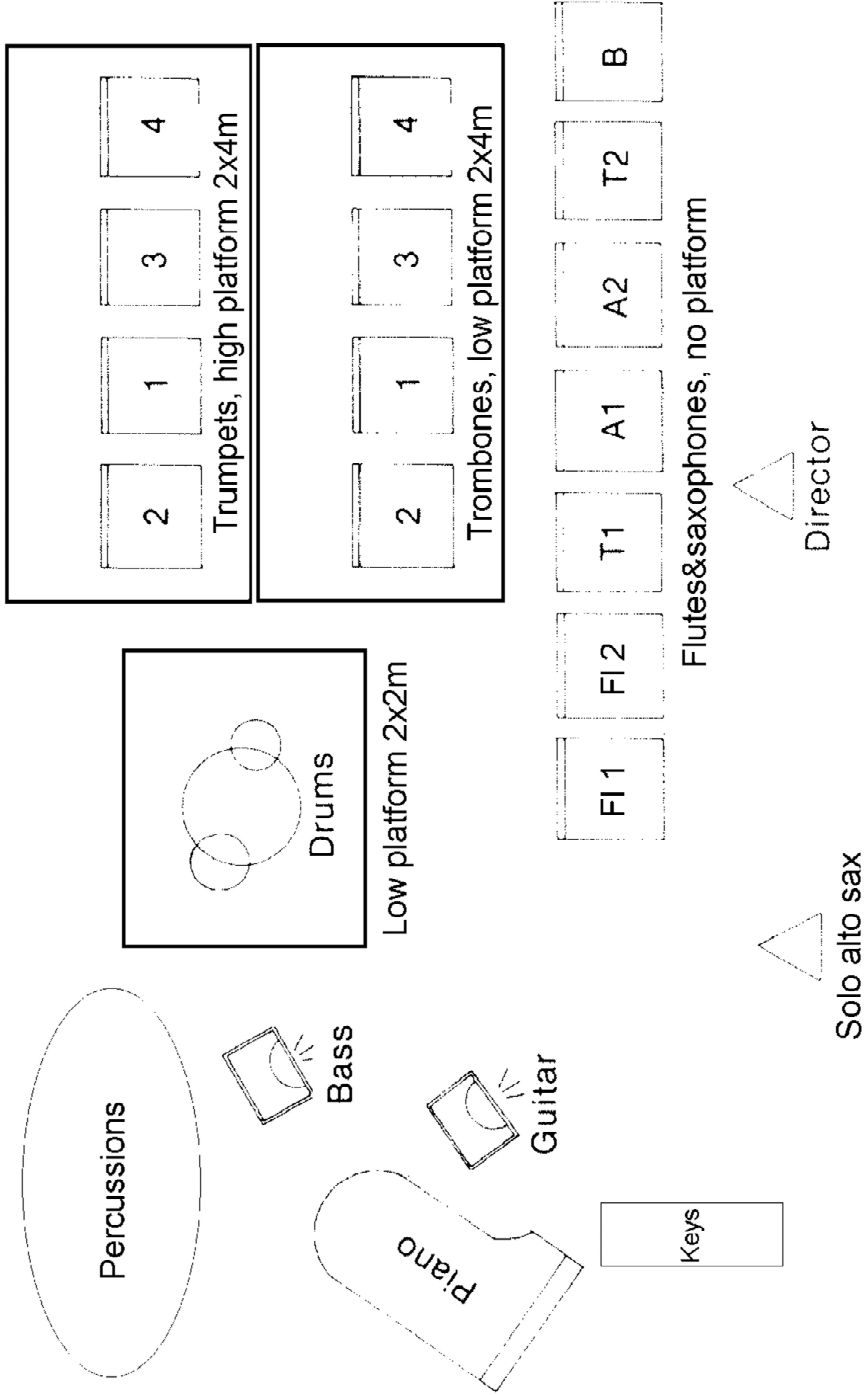 Percussions
2
1
3
4
Trumpets, high platform 2x4m
Drums
Low platform 2x2m
Bass
2
1
3
4
Trombones, low platform 2x4m
Piano
Guitar
Keys
Fl 1
Fl 2
T1
A1
A2
T2
B
Flutes&saxophones, no platform
Solo alto sax
Director